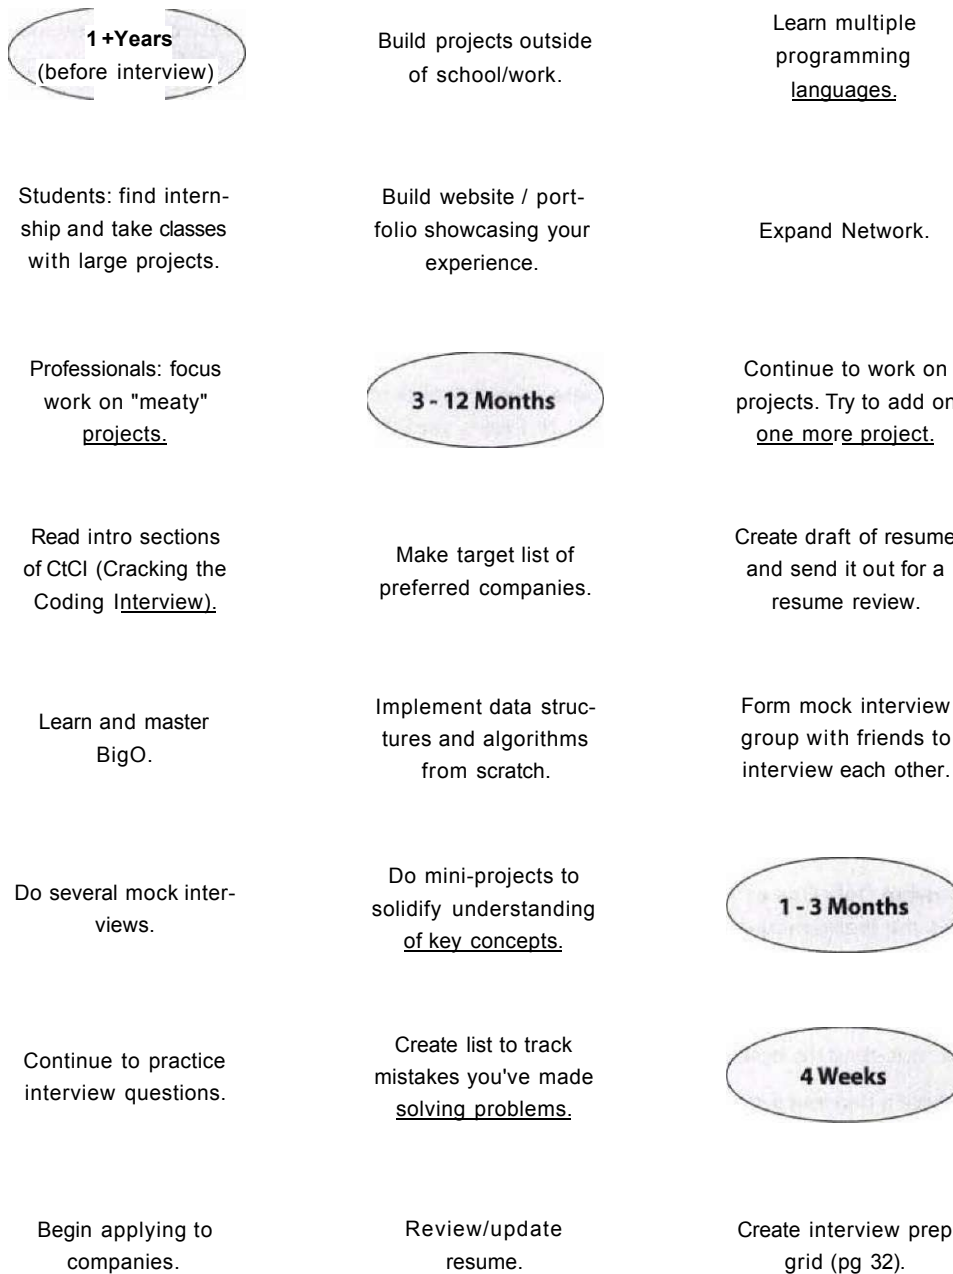 1 +Years
(before interview)
Build projects outside
of school/work.
Learn multiple
programming
languages.
Students: find intern-
ship and take classes
with large projects.
Build website / port-
folio showcasing your
experience.
Expand Network.
Professionals: focus
work on "meaty"
projects.
3 - 12 Months
Continue to work on
projects. Try to add on
one more project.
Read intro sections
of CtCI (Cracking the
Coding Interview).
Make target list of
preferred companies.
Create draft of resume
and send it out for a
resume review.
Learn and master
BigO.
Implement data struc-
tures and algorithms
from scratch.
Form mock interview
group with friends to
interview each other.
Do several mock inter-
views.
Do mini-projects to
solidify understanding
of key concepts.
1 - 3 Months
Continue to practice
interview questions.
Create list to track
mistakes you've made
solving problems.
4 Weeks
Begin applying to
companies.
Review/update
resume.
Create interview prep
grid (pg 32).